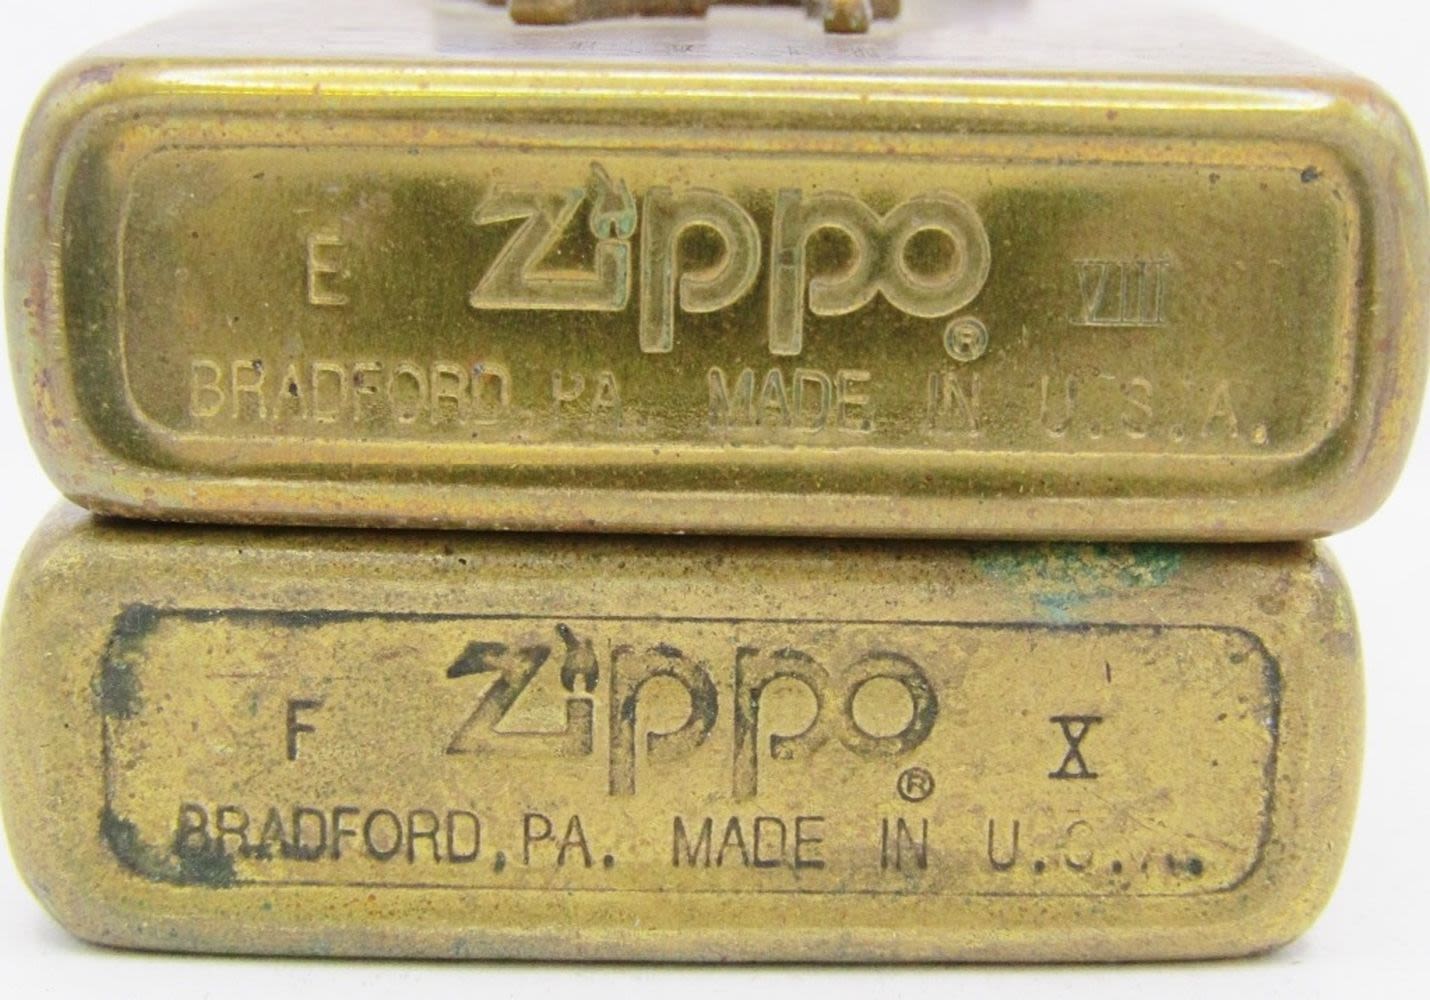 E Zippo ® VIII
BRADFORD, PA. MADE IN U.S.A.
F Zippo ® X
BRADFORD, PA. MADE IN U.S.A.